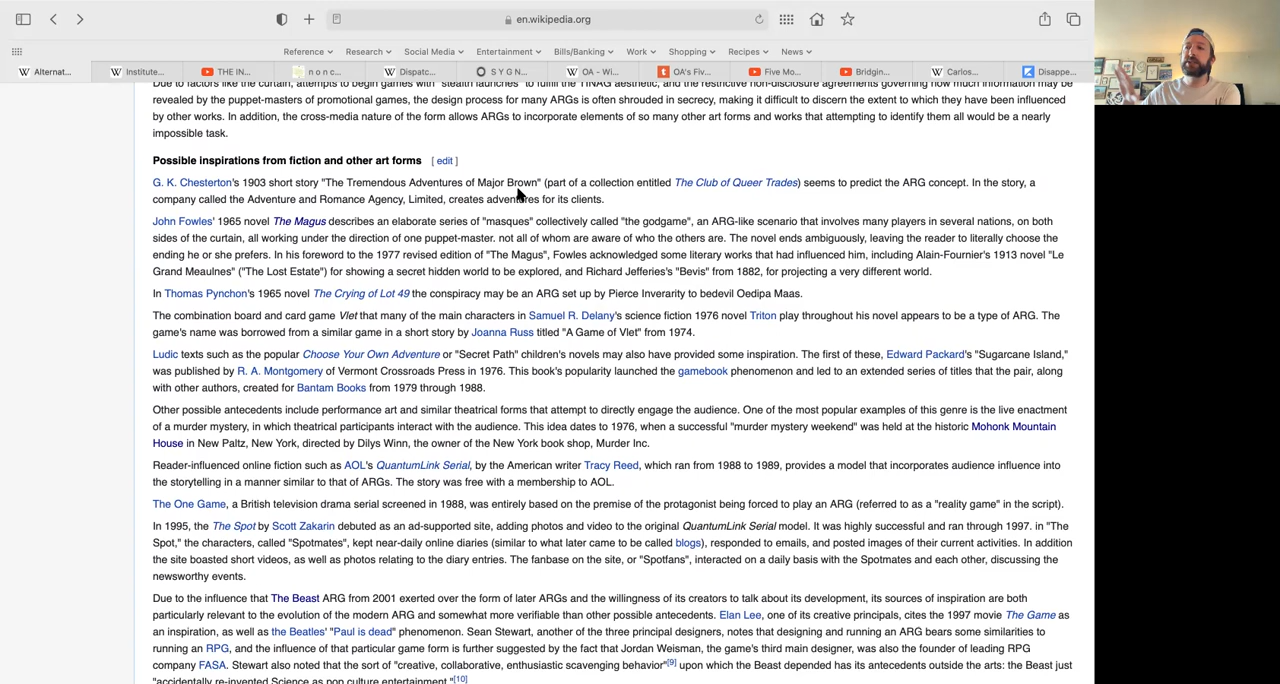 en.wikipedia.org
Reference Research Social Media Entertainment Bills/Banking Work Shopping Recipes News
Alternat... Institute... THE IN... n o n c... Dispatc... S Y G N... OA - Wi... OA's Fiv... Five Mo... Bridgin... Carlos... Disappe...
Due to factors like the curtain, attempts to begin games with "stealth launches" to fulfill the TINAG aesthetic, and the restrictive non-disclosure agreements governing how much information may be
revealed by the puppet-masters of promotional games, the design process for many ARGs is often shrouded in secrecy, making it difficult to discern the extent to which they have been influenced
by other works. In addition, the cross-media nature of the form allows ARGs to incorporate elements of so many other art forms and works that attempting to identify them all would be a nearly
impossible task.
Possible inspirations from fiction and other art forms [ edit ]
G. K. Chesterton's 1903 short story "The Tremendous Adventures of Major Brown" (part of a collection entitled The Club of Queer Trades) seems to predict the ARG concept. In the story, a
company called the Adventure and Romance Agency, Limited, creates adventures for its clients.
John Fowles' 1965 novel The Magus describes an elaborate series of "masques" collectively called "the godgame", an ARG-like scenario that involves many players in several nations, on both
sides of the curtain, all working under the direction of one puppet-master. not all of whom are aware of who the others are. The novel ends ambiguously, leaving the reader to literally choose the
ending he or she prefers. In his foreword to the 1977 revised edition of "The Magus", Fowles acknowledged some literary works that had influenced him, including Alain-Fournier's 1913 novel "Le
Grand Meaulnes" ("The Lost Estate") for showing a secret hidden world to be explored, and Richard Jefferies's "Bevis" from 1882, for projecting a very different world.
In Thomas Pynchon's 1965 novel The Crying of Lot 49 the conspiracy may be an ARG set up by Pierce Inverarity to bedevil Oedipa Maas.
The combination board and card game Vlet that many of the main characters in Samuel R. Delany's science fiction 1976 novel Triton play throughout his novel appears to be a type of ARG. The
game's name was borrowed from a similar game in a short story by Joanna Russ titled "A Game of Vlet" from 1974.
Ludic texts such as the popular Choose Your Own Adventure or "Secret Path" children's novels may also have provided some inspiration. The first of these, Edward Packard's "Sugarcane Island,"
was published by R. A. Montgomery of Vermont Crossroads Press in 1976. This book's popularity launched the gamebook phenomenon and led to an extended series of titles that the pair, along
with other authors, created for Bantam Books from 1979 through 1988.
Other possible antecedents include performance art and similar theatrical forms that attempt to directly engage the audience. One of the most popular examples of this genre is the live enactment
of a murder mystery, in which theatrical participants interact with the audience. This idea dates to 1976, when a successful "murder mystery weekend" was held at the historic Mohonk Mountain
House in New Paltz, New York, directed by Dilys Winn, the owner of the New York book shop, Murder Inc.
Reader-influenced online fiction such as AOL's QuantumLink Serial, by the American writer Tracy Reed, which ran from 1988 to 1989, provides a model that incorporates audience influence into
the storytelling in a manner similar to that of ARGs. The story was free with a membership to AOL.
The One Game, a British television drama serial screened in 1988, was entirely based on the premise of the protagonist being forced to play an ARG (referred to as a "reality game" in the script).
In 1995, the The Spot by Scott Zakarin debuted as an ad-supported site, adding photos and video to the original QuantumLink Serial model. It was highly successful and ran through 1997. in "The
Spot," the characters, called "Spotmates", kept near-daily online diaries (similar to what later came to be called blogs), responded to emails, and posted images of their current activities. In addition
the site boasted short videos, as well as photos relating to the diary entries. The fanbase on the site, or "Spotfans", interacted on a daily basis with the Spotmates and each other, discussing the
newsworthy events.
Due to the influence that The Beast ARG from 2001 exerted over the form of later ARGs and the willingness of its creators to talk about its development, its sources of inspiration are both
particularly relevant to the evolution of the modern ARG and somewhat more verifiable than other possible antecedents. Elan Lee, one of its creative principals, cites the 1997 movie The Game as
an inspiration, as well as the Beatles' "Paul is dead" phenomenon. Sean Stewart, another of the three principal designers, notes that designing and running an ARG bears some similarities to
running an RPG, and the influence of that particular game form is further suggested by the fact that Jordan Weisman, the game's third main designer, was also the founder of leading RPG
company FASA. Stewart also noted that the sort of "creative, collaborative, enthusiastic scavenging behavior"[9] upon which the Beast depended has its antecedents outside the arts: the Beast just
"accidentally re-invented Science as pop culture entertainment."[10]